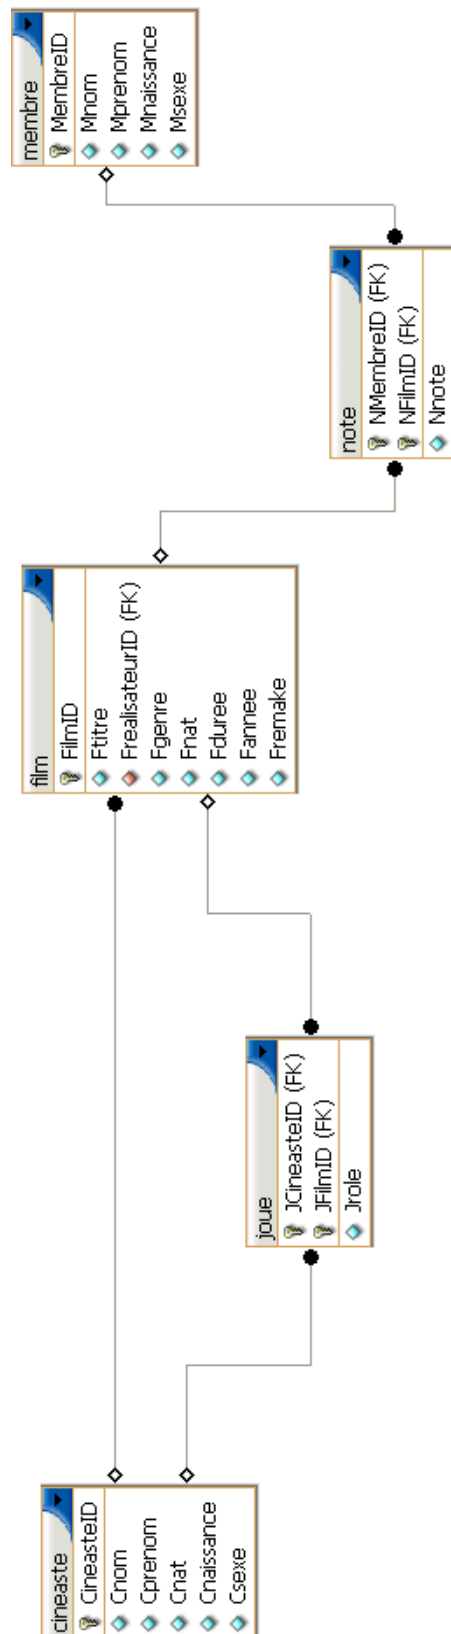 cineaste
CineasteID
Cnom
Cprenom
Cnat
Cnaissance
Csexe
joue
JCineasteID (FK)
JFilmID (FK)
Jrole
film
FilmID
Ftitre
FrealisateurID (FK)
Fgenre
Fnat
Fduree
Fannee
Fremake
note
NMembreID (FK)
NFilmID (FK)
Nnote
membre
MembreID
Mnom
Mprenom
Mnaissance
Msexe